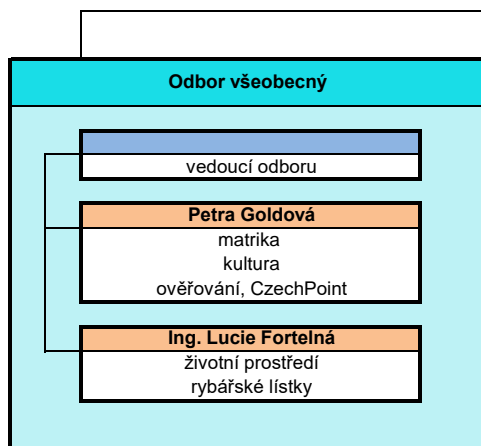 Odbor všeobecný
vedoucí odboru
Petra Goldová
matrika
kultura
ověřování, CzechPoint
Ing. Lucie Fortelná
životní prostředí
rybářské lístky